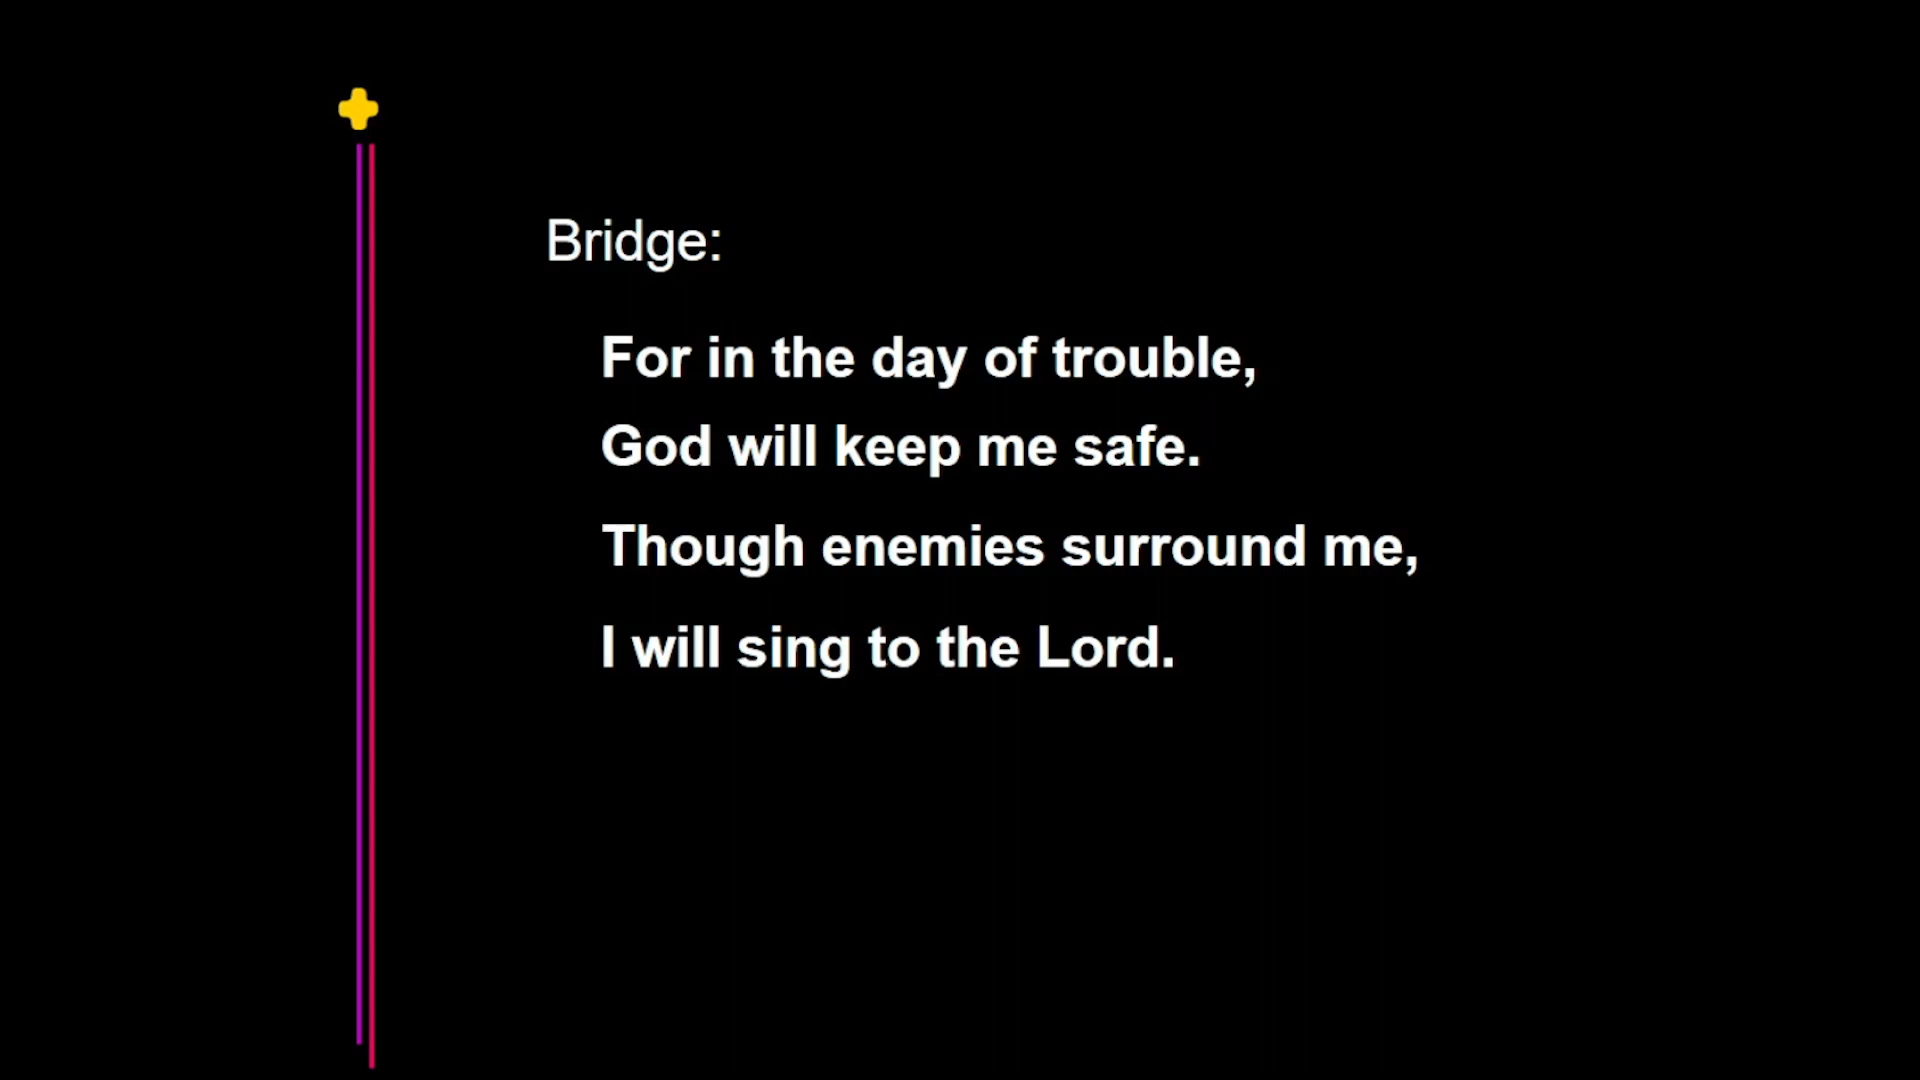 Bridge:
For in the day of trouble,
God will keep me safe.
Though enemies surround me,
I will sing to the Lord.